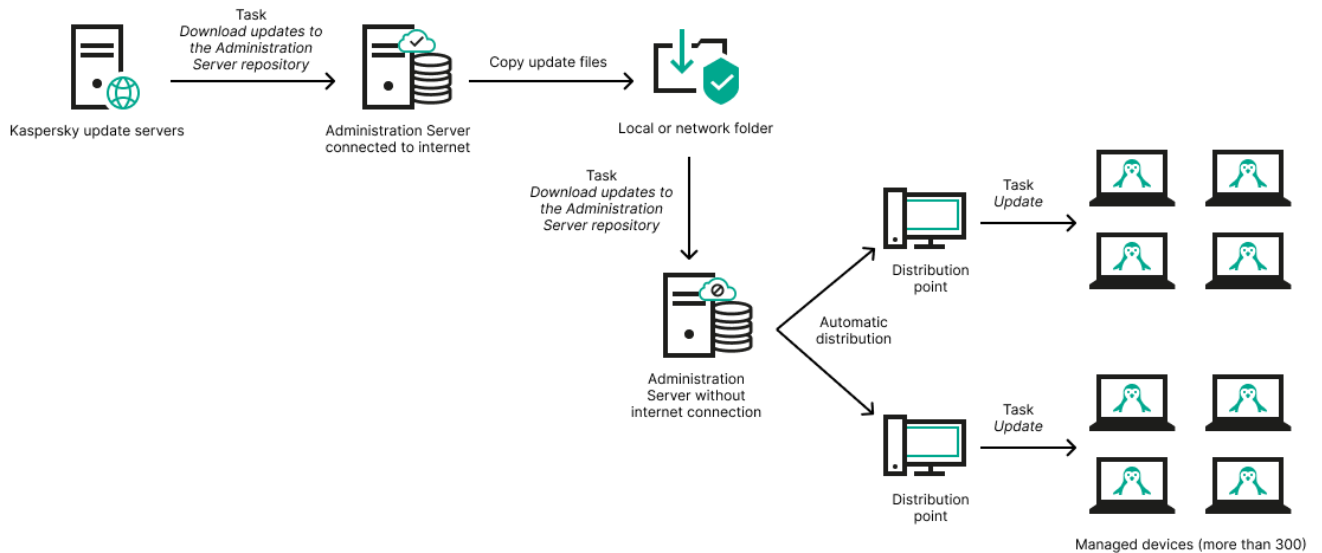 Task
Download updates to
the Administration
Server repository
Kaspersky update servers
Administration Server
connected to internet
Copy update files
Local or network folder
Task
Download updates to
the Administration
Server repository
Administration
Server without
internet connection
Automatic
distribution
Distribution
point
Task
Update
Distribution
point
Task
Update
Managed devices (more than 300)